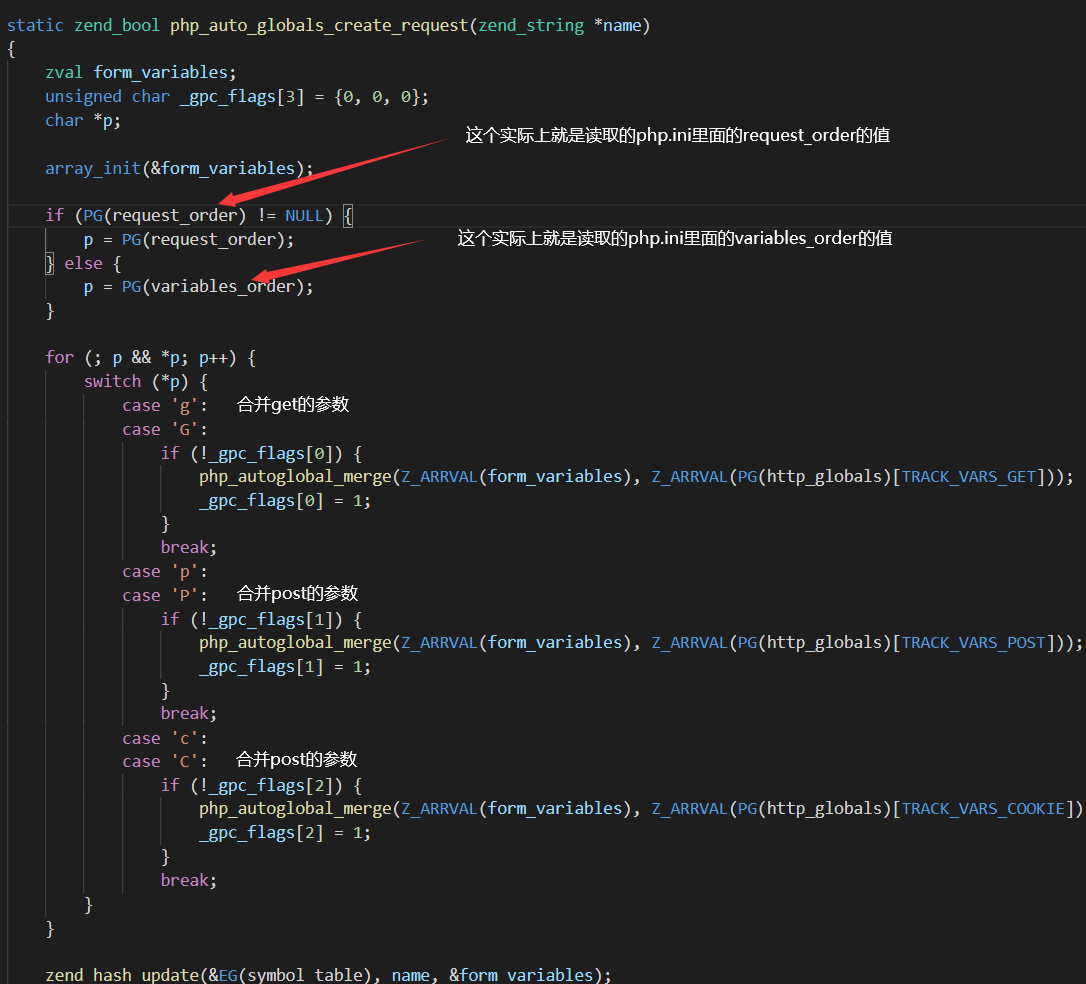 static zend_bool php_auto_globals_create_request(zend_string *name)
{
zval form_variables;
unsigned char _gpc_flags[3] = {0, 0, 0};
char *p;
这个实际上就是读取的php.ini里面的request_order的值
array_init(&form_variables);
if (PG(request_order) != NULL) {
p = PG(request_order);
这个实际上就是读取的php.ini里面的variables_order的值
} else {
p = PG(variables_order);
}
for (; p && *p; p++) {
switch (*p) {
case 'g': 合并get的参数
case 'G':
if (!_gpc_flags[0]) {
php_autoglobal_merge(Z_ARRVAL(form_variables), Z_ARRVAL(PG(http_globals)[TRACK_VARS_GET]));
_gpc_flags[0] = 1;
}
break;
case 'p':
case 'P': 合并post的参数
if (!_gpc_flags[1]) {
php_autoglobal_merge(Z_ARRVAL(form_variables), Z_ARRVAL(PG(http_globals)[TRACK_VARS_POST]));
_gpc_flags[1] = 1;
}
break;
case 'c':
case 'C': 合并post的参数
if (!_gpc_flags[2]) {
php_autoglobal_merge(Z_ARRVAL(form_variables), Z_ARRVAL(PG(http_globals)[TRACK_VARS_COOKIE])
_gpc_flags[2] = 1;
}
break;
}
}
zend_hash_update(&EG(symbol_table), name, &form_variables);